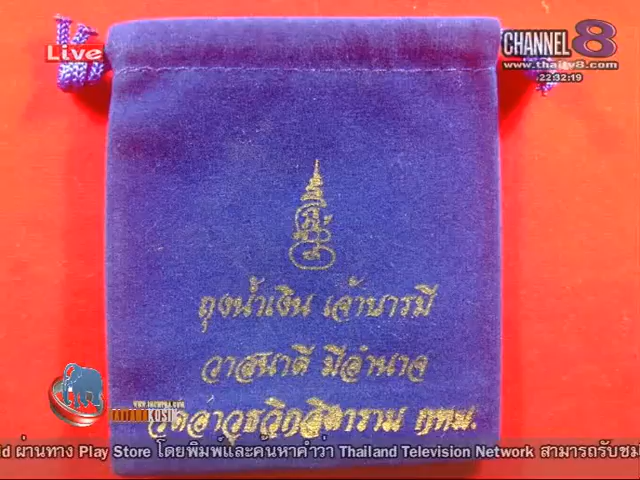 Live
CHANNEL 8
www.thaitv8.com
22:32:19
ถุงน้ำเงิน เจ้าบารมี
วาสนาดี มีอำนาจ
วัดอาวุธวิกสิตาราม กทม.
ผ่านทาง Play Store โดยพิมพ์และค้นหาคำว่า Thailand Television Network สามารถรับชม